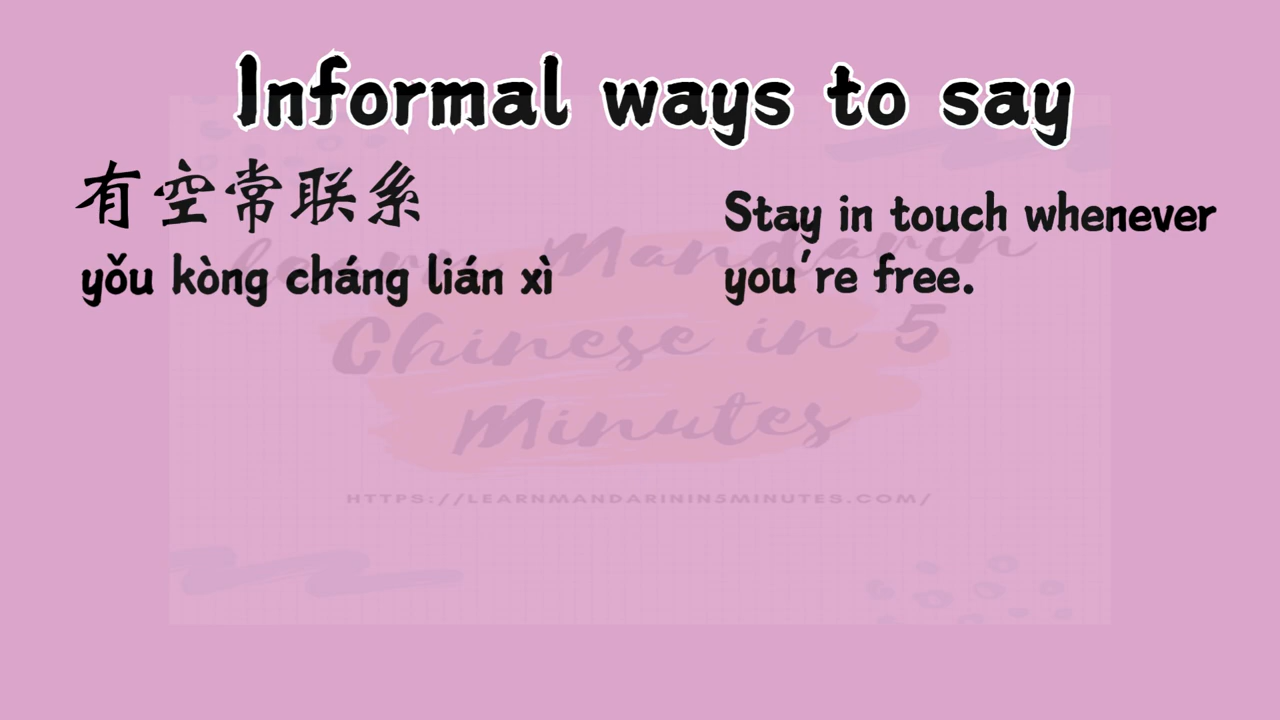 Informal ways to say
有空常联系
yǒu kòng cháng lián xì
Stay in touch whenever
you're free.
Learn Mandarin
Chinese in 5
Minutes
HTTPS://LEARNMANDARININ5MINUTES.COM/